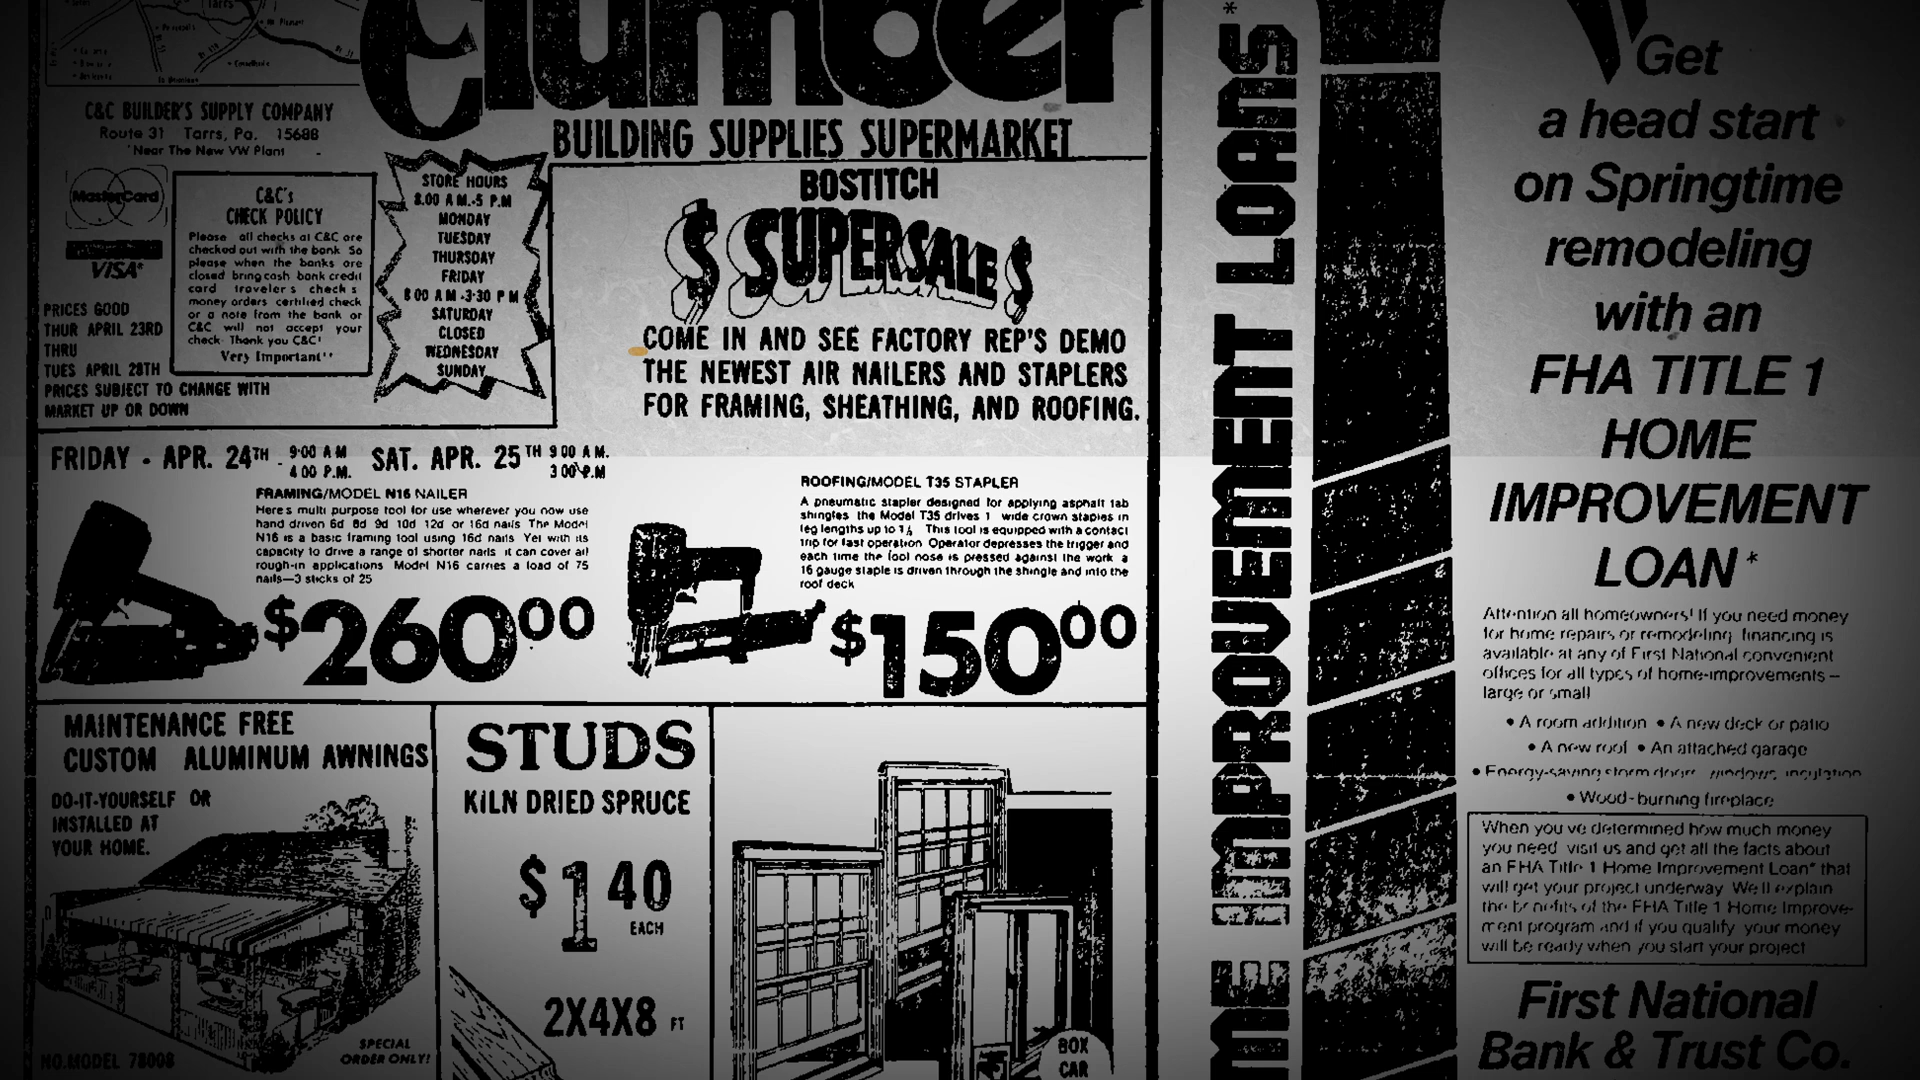 Tarrs
Clumber
BUILDING SUPPLIES SUPERMARKET
C&C BUILDER'S SUPPLY COMPANY
Route 31 Tarrs, Pa. 15688
Near The New VW Plant
MasterCard
VISA*
PRICES GOOD
THUR APRIL 23RD
THRU
TUES APRIL 28TH
PRICES SUBJECT TO CHANGE WITH
MARKET UP OR DOWN
C&C's
CHECK POLICY
Please all checks at C&C are
checked out with the bank So
please when the banks are
closed bring cash bank credit
card traveler s check s
money orders certified check
or a note from the bank or
C&C will not accept your
check Thank you C&C!
Very Important''
STORE HOURS
8.00 A M.-5 P.M
MONDAY
TUESDAY
THURSDAY
FRIDAY
8 00 A M -3·30 P M
SATURDAY
CLOSED
WEDNESDAY
SUNDAY
BOSTITCH
$ SUPERSALE $
COME IN AND SEE FACTORY REP'S DEMO
THE NEWEST AIR NAILERS AND STAPLERS
FOR FRAMING, SHEATHING, AND ROOFING.
FRIDAY - APR. 24TH - 9:00 A M 4 00 P.M. SAT. APR. 25TH 9 00 A M. 3 00 P.M
FRAMING/MODEL N16 NAILER
Here s multi purpose tool for use wherever you now use
hand driven 6d 8d 9d 10d 12d or 16d nails The Model
N16 is a basic framing tool using 16d nails Yet with its
capacity to drive a range of shorter nails it can cover all
rough-in applications Model N16 carries a load of 75
nails—3 sticks of 25
$260 00
ROOFING/MODEL T35 STAPLER
A pneumatic stapler designed for applying asphalt tab
shingles the Model T35 drives 1 wide crown staples in
leg lengths up to This tool is equipped with a contact
trip for fast operation Operator depresses the trigger and
each time the tool nose is pressed against the work a
16 gauge staple is driven through the shingle and into the
roof deck
$150 00
MAINTENANCE FREE
CUSTOM ALUMINUM AWNINGS
DO-IT-YOURSELF OR
INSTALLED AT
YOUR HOME.
NO.MODEL 78008
SPECIAL
ORDER ONLY!
STUDS
KILN DRIED SPRUCE
$1 40
EACH
2X4X8 FT
BOX
CAR
ME IMPROVEMENT LOANS*
Get
a head start
on Springtime
remodeling
with an
FHA TITLE 1
HOME
IMPROVEMENT
LOAN*
Attention all homeowners! If you need money
for home repairs or remodeling financing is
available at any of First National convenient
offices for all types of home-improvements –
large or small
• A room addition • A new deck or patio
• A new roof • An attached garage
• Energy-saving storm doors windows insulation
• Wood-burning fireplace
When you ve determined how much money
you need visit us and get all the facts about
an FHA Title 1 Home Improvement Loan* that
will get your project underway We ll explain
the benefits of the FHA Title 1 Home Improve-
ment program and if you qualify your money
will be ready when you start your project
First National
Bank & Trust Co.